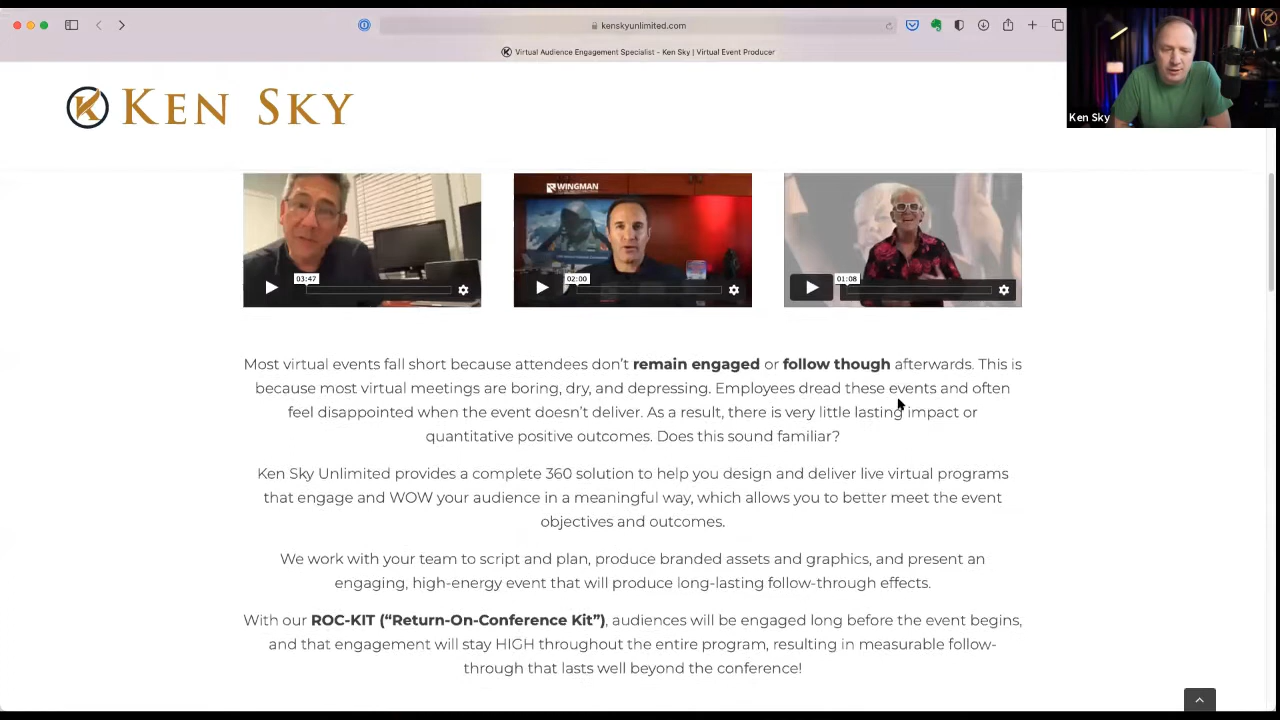 kenskyunlimited.com
Virtual Audience Engagement Specialist - Ken Sky | Virtual Event Producer
Ken Sky
KEN SKY
WINGMAN
03:47
02:00
01:08
Most virtual events fall short because attendees don’t remain engaged or follow though afterwards. This is
because most virtual meetings are boring, dry, and depressing. Employees dread these events and often
feel disappointed when the event doesn’t deliver. As a result, there is very little lasting impact or
quantitative positive outcomes. Does this sound familiar?
Ken Sky Unlimited provides a complete 360 solution to help you design and deliver live virtual programs
that engage and WOW your audience in a meaningful way, which allows you to better meet the event
objectives and outcomes.
We work with your team to script and plan, produce branded assets and graphics, and present an
engaging, high-energy event that will produce long-lasting follow-through effects.
With our ROC-KIT (“Return-On-Conference Kit”), audiences will be engaged long before the event begins,
and that engagement will stay HIGH throughout the entire program, resulting in measurable follow-
through that lasts well beyond the conference!